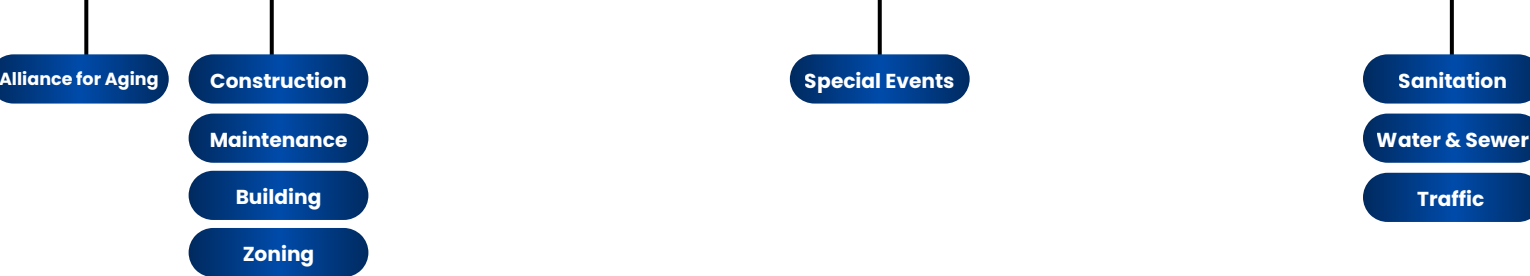 Alliance for Aging
Construction
Maintenance
Building
Zoning
Special Events
Sanitation
Water & Sewer
Traffic